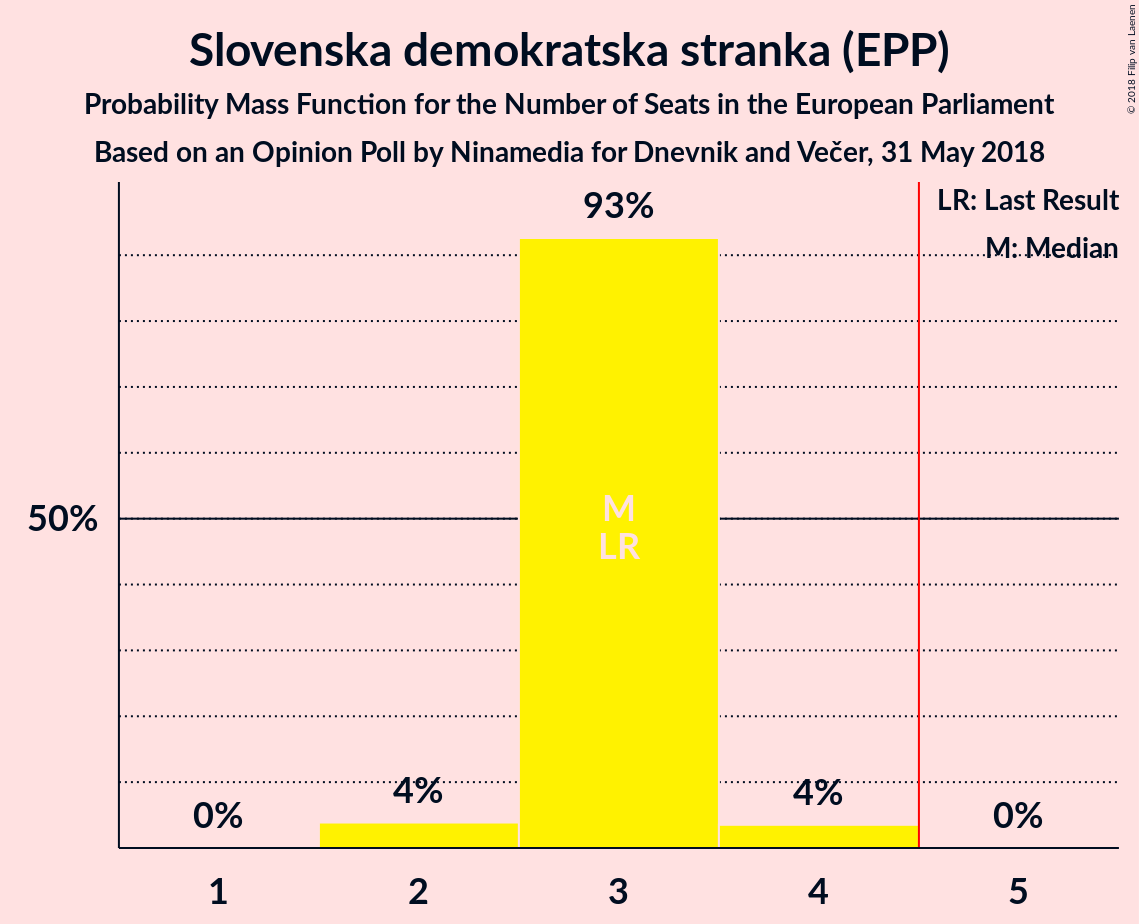 Slovenska demokratska stranka (EPP)
Probability Mass Function for the Number of Seats in the European Parliament
Based on an Opinion Poll by Ninamedia for Dnevnik and Večer, 31 May 2018
© 2018 Filip van Laenen
LR: Last Result
M: Median
93%
50%
M
LR
0%
4%
4%
0%
1
2
3
4
5